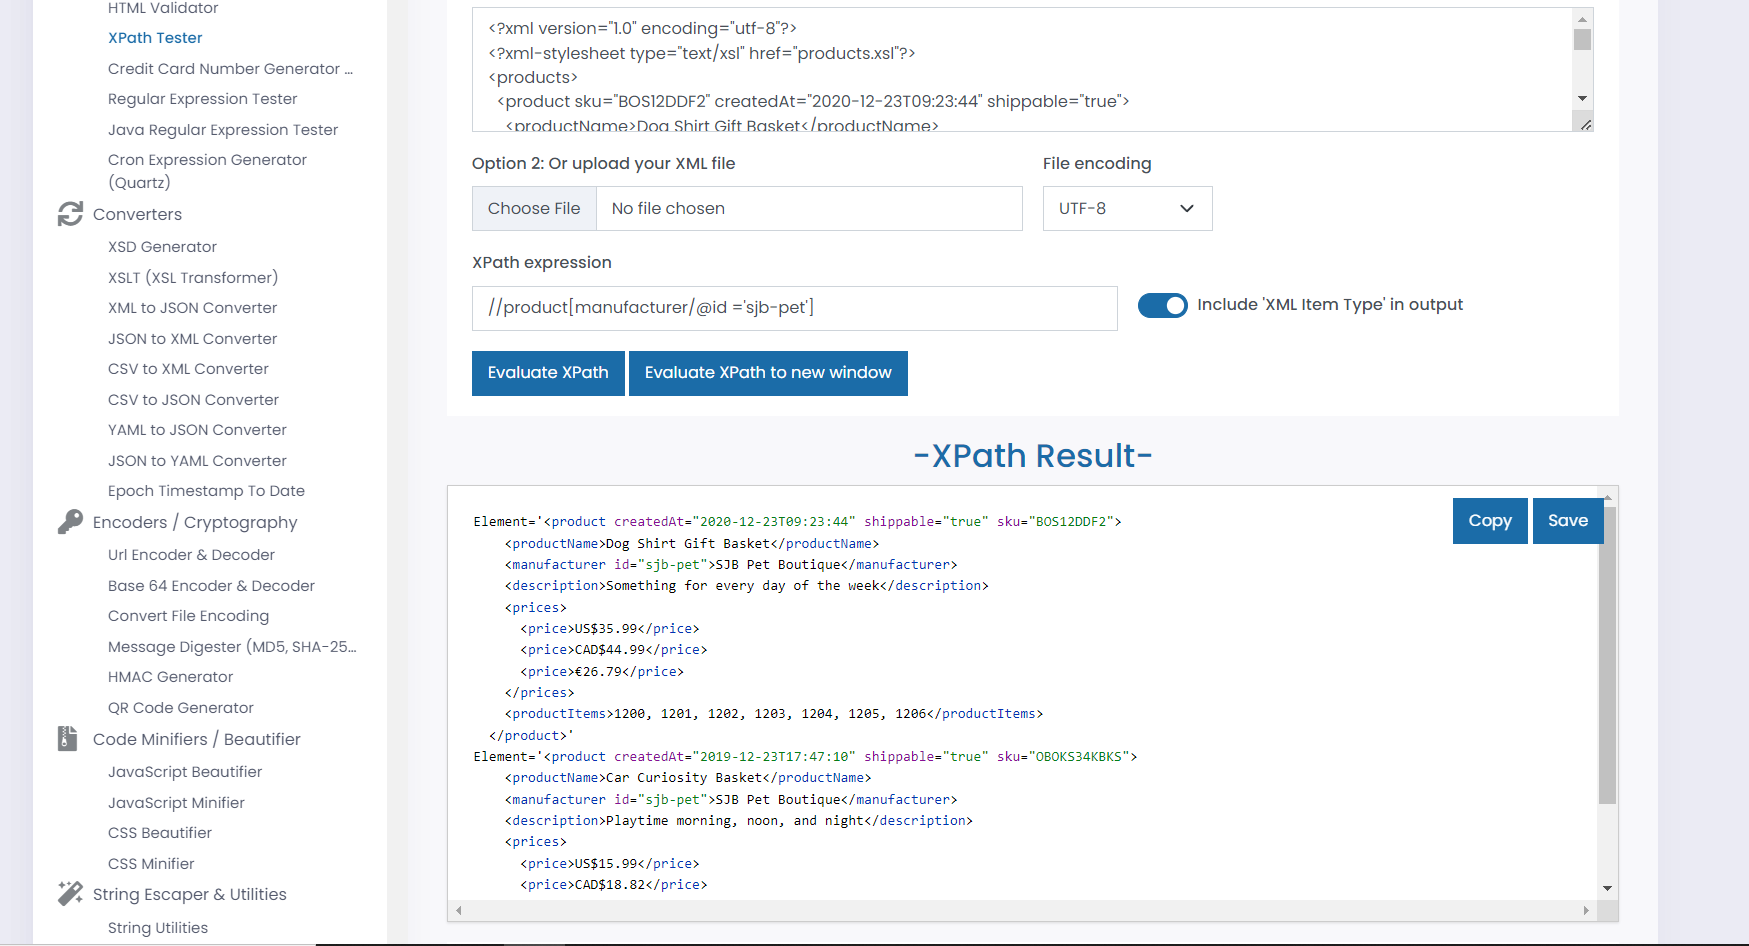 HTML Validator
XPath Tester
Credit Card Number Generator ...
Regular Expression Tester
Java Regular Expression Tester
Cron Expression Generator
(Quartz)
Converters
XSD Generator
XSLT (XSL Transformer)
XML to JSON Converter
JSON to XML Converter
CSV to XML Converter
CSV to JSON Converter
YAML to JSON Converter
JSON to YAML Converter
Epoch Timestamp To Date
Encoders / Cryptography
Url Encoder & Decoder
Base 64 Encoder & Decoder
Convert File Encoding
Message Digester (MD5, SHA-25...
HMAC Generator
QR Code Generator
Code Minifiers / Beautifier
JavaScript Beautifier
JavaScript Minifier
CSS Beautifier
CSS Minifier
String Escaper & Utilities
String Utilities
<?xml version="1.0" encoding="utf-8"?>
<?xml-stylesheet type="text/xsl" href="products.xsl"?>
<products>
<product sku="BOS12DDF2" createdAt="2020-12-23T09:23:44" shippable="true">
<productName>Dog Shirt Gift Basket</productName>
Option 2: Or upload your XML file
File encoding
Choose File No file chosen
UTF-8
XPath expression
//product[manufacturer/@id ='sjb-pet']
Include 'XML Item Type' in output
Evaluate XPath
Evaluate XPath to new window
-XPath Result-
Copy
Save
Element='<product createdAt="2020-12-23T09:23:44" shippable="true" sku="BOS12DDF2">
<productName>Dog Shirt Gift Basket</productName>
<manufacturer id="sjb-pet">SJB Pet Boutique</manufacturer>
<description>Something for every day of the week</description>
<prices>
<price>US$35.99</price>
<price>CAD$44.99</price>
<price>€26.79</price>
</prices>
<productItems>1200, 1201, 1202, 1203, 1204, 1205, 1206</productItems>
</product>'
Element='<product createdAt="2019-12-23T17:47:10" shippable="true" sku="OBOKS34KBKS">
<productName>Car Curiosity Basket</productName>
<manufacturer id="sjb-pet">SJB Pet Boutique</manufacturer>
<description>Playtime morning, noon, and night</description>
<prices>
<price>US$15.99</price>
<price>CAD$18.82</price>